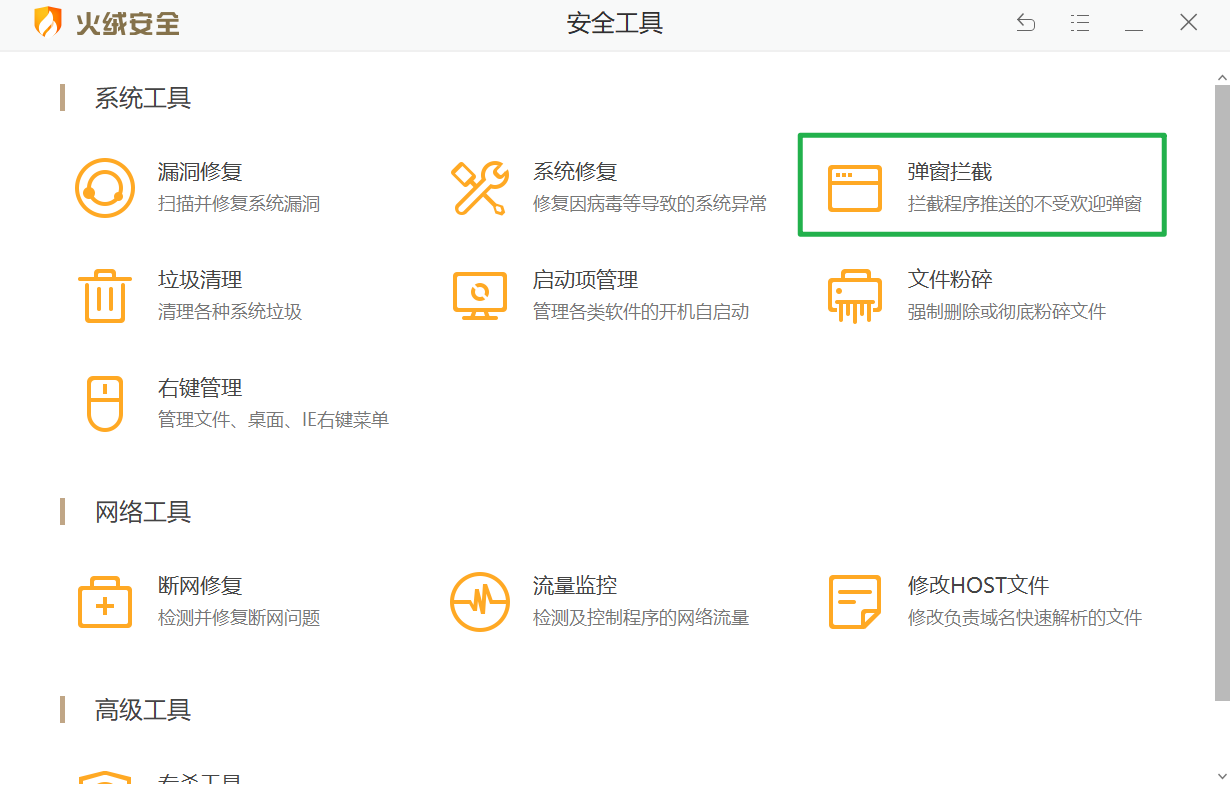 火绒安全
安全工具
系统工具
漏洞修复
扫描并修复系统漏洞
系统修复
修复因病毒等导致的系统异常
弹窗拦截
拦截程序推送的不受欢迎弹窗
垃圾清理
清理各种系统垃圾
启动项管理
管理各类软件的开机自启动
文件粉碎
强制删除或彻底粉碎文件
右键管理
管理文件、桌面、IE右键菜单
网络工具
断网修复
检测并修复断网问题
流量监控
检测及控制程序的网络流量
修改HOST文件
修改负责域名快速解析的文件
高级工具
专杀工具